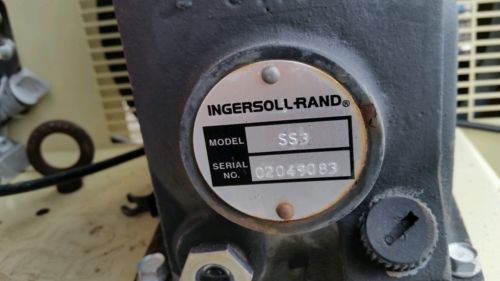 INGERSOLL-RAND®
MODEL SS3
SERIAL NO. 02049083